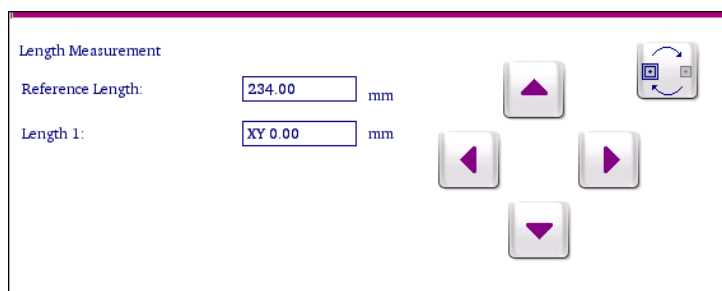 Length Measurement
Reference Length: 234.00 mm
Length 1: XY 0.00 mm